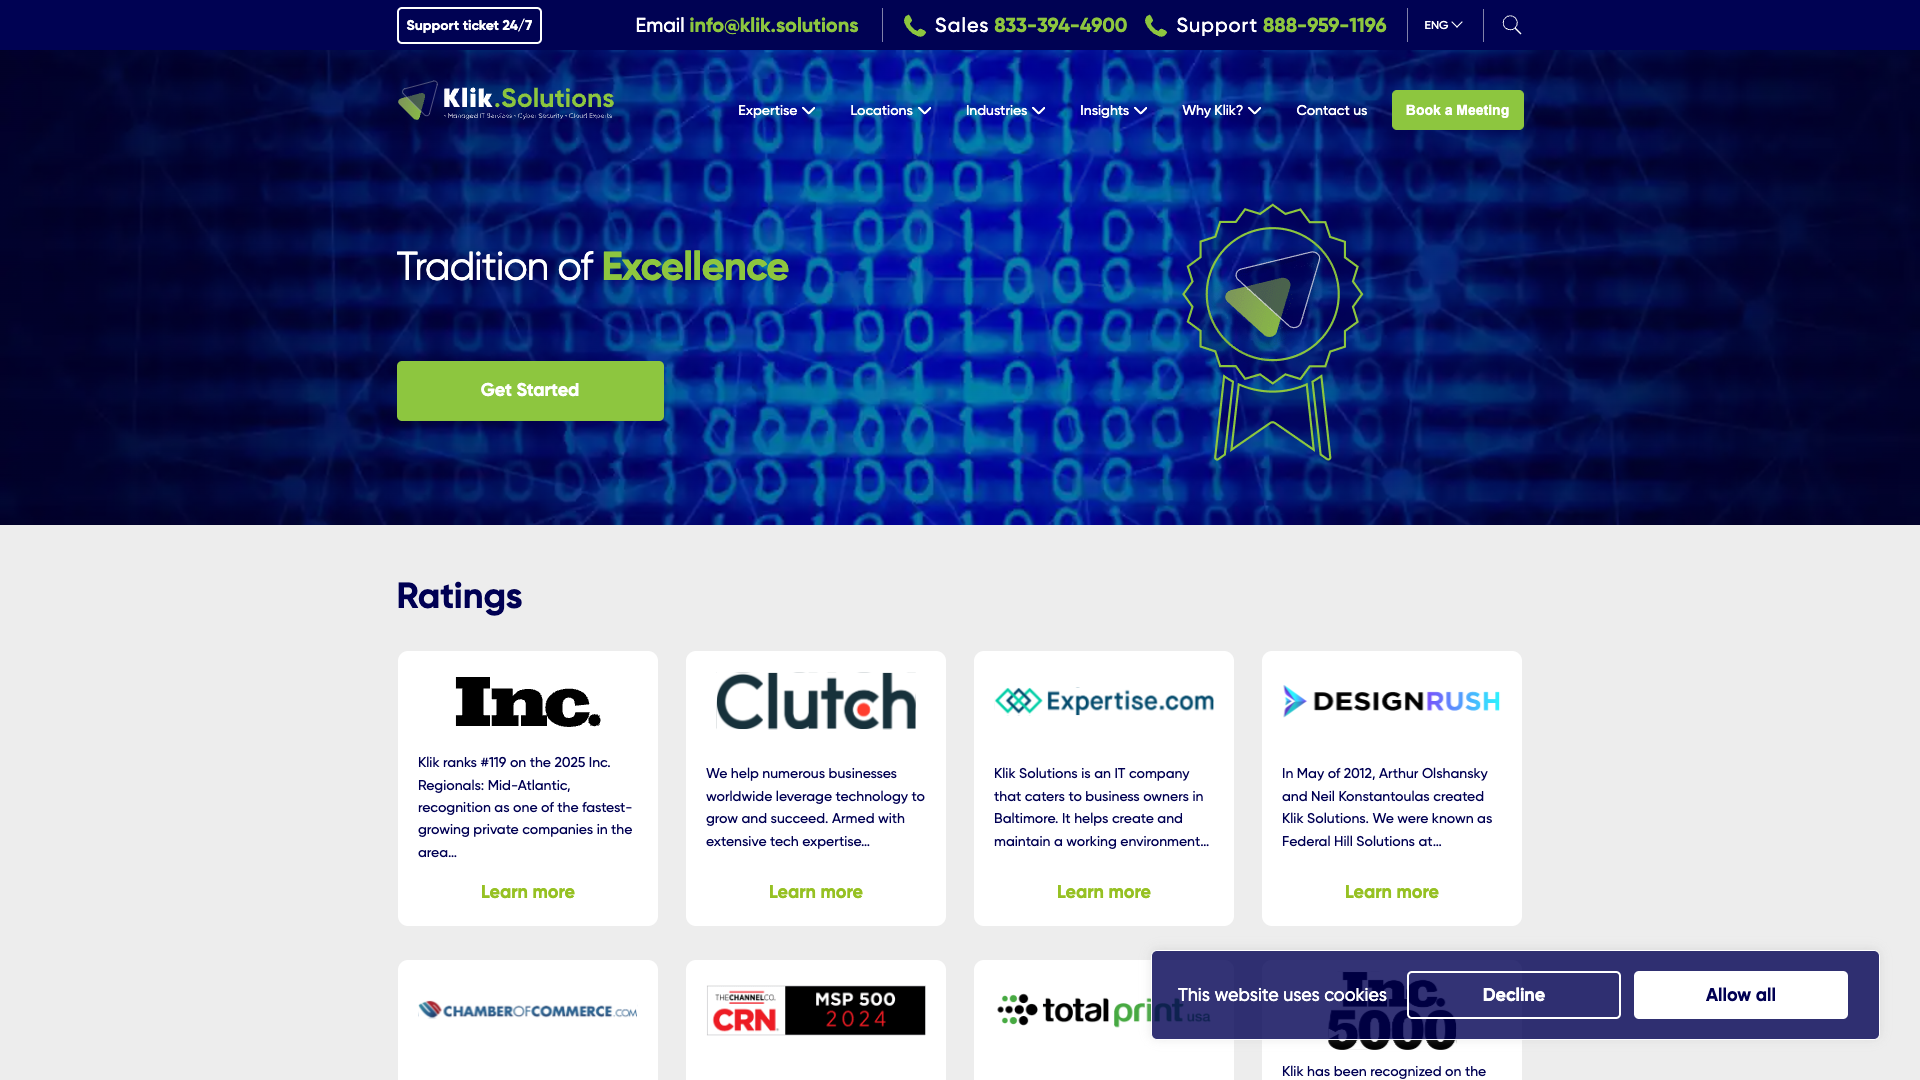 Support ticket 24/7
Email info@klik.solutions
Sales 833-394-4900
Support 888-959-1196
ENG
Klik.Solutions
- Managed IT Services - Cyber Security - Cloud Experts
Expertise
Locations
Industries
Insights
Why Klik?
Contact us
Book a Meeting
Tradition of Excellence
Get Started
Ratings
Inc.
Klik ranks #119 on the 2025 Inc.
Regionals: Mid-Atlantic,
recognition as one of the fastest-
growing private companies in the
area...
Learn more
Clutch
We help numerous businesses
worldwide leverage technology to
grow and succeed. Armed with
extensive tech expertise...
Learn more
Expertise.com
Klik Solutions is an IT company
that caters to business owners in
Baltimore. It helps create and
maintain a working environment...
Learn more
DESIGNRUSH
In May of 2012, Arthur Olshansky
and Neil Konstantoulas created
Klik Solutions. We were known as
Federal Hill Solutions at...
Learn more
CHAMBEROFCOMMERCE.COM
THE CHANNEL CO.
CRN
MSP 500
2024
totalprint usa
Inc.
5000
Klik has been recognized on the
This website uses cookies
Decline
Allow all